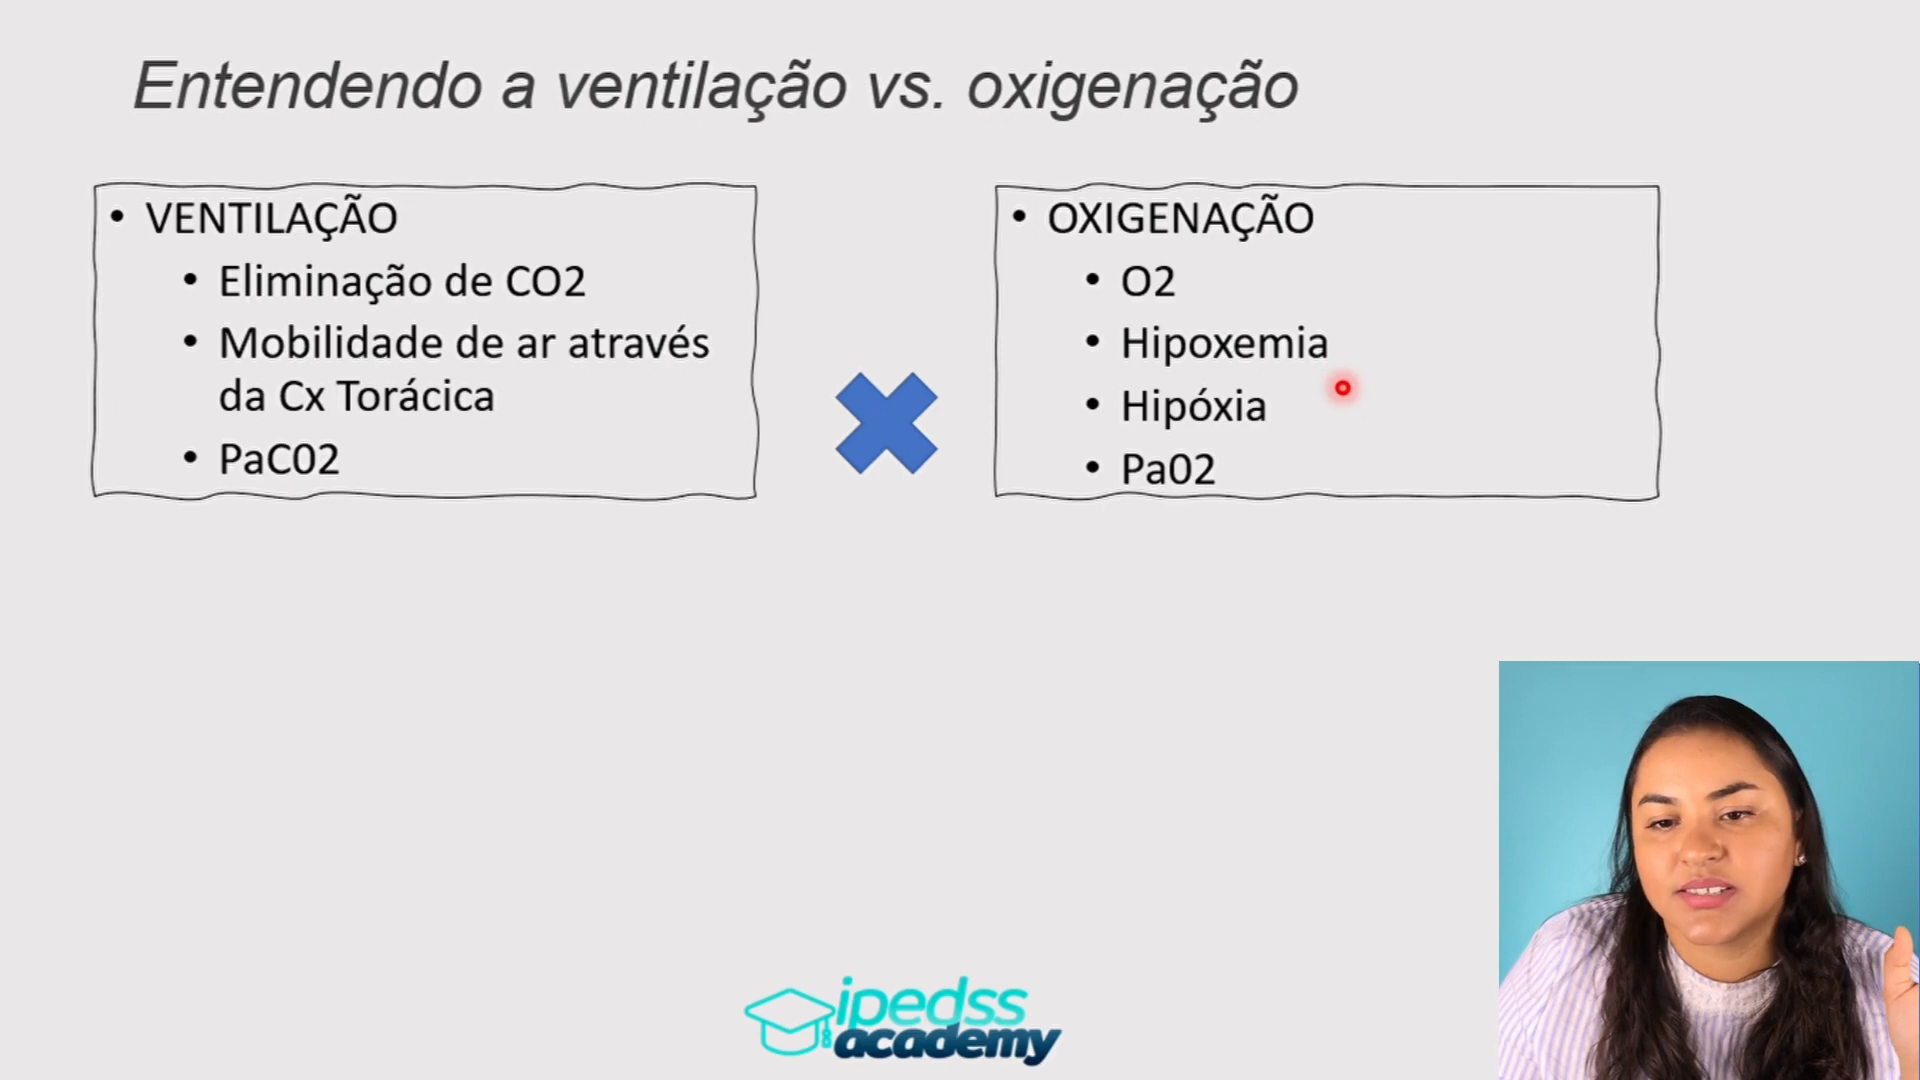 Entendendo a ventilação vs. oxigenação
• VENTILAÇÃO
• Eliminação de CO2
• Mobilidade de ar através
da Cx Torácica
• PaC02
• OXIGENAÇÃO
• O2
• Hipoxemia
• Hipóxia
• Pa02
ipedss
academy